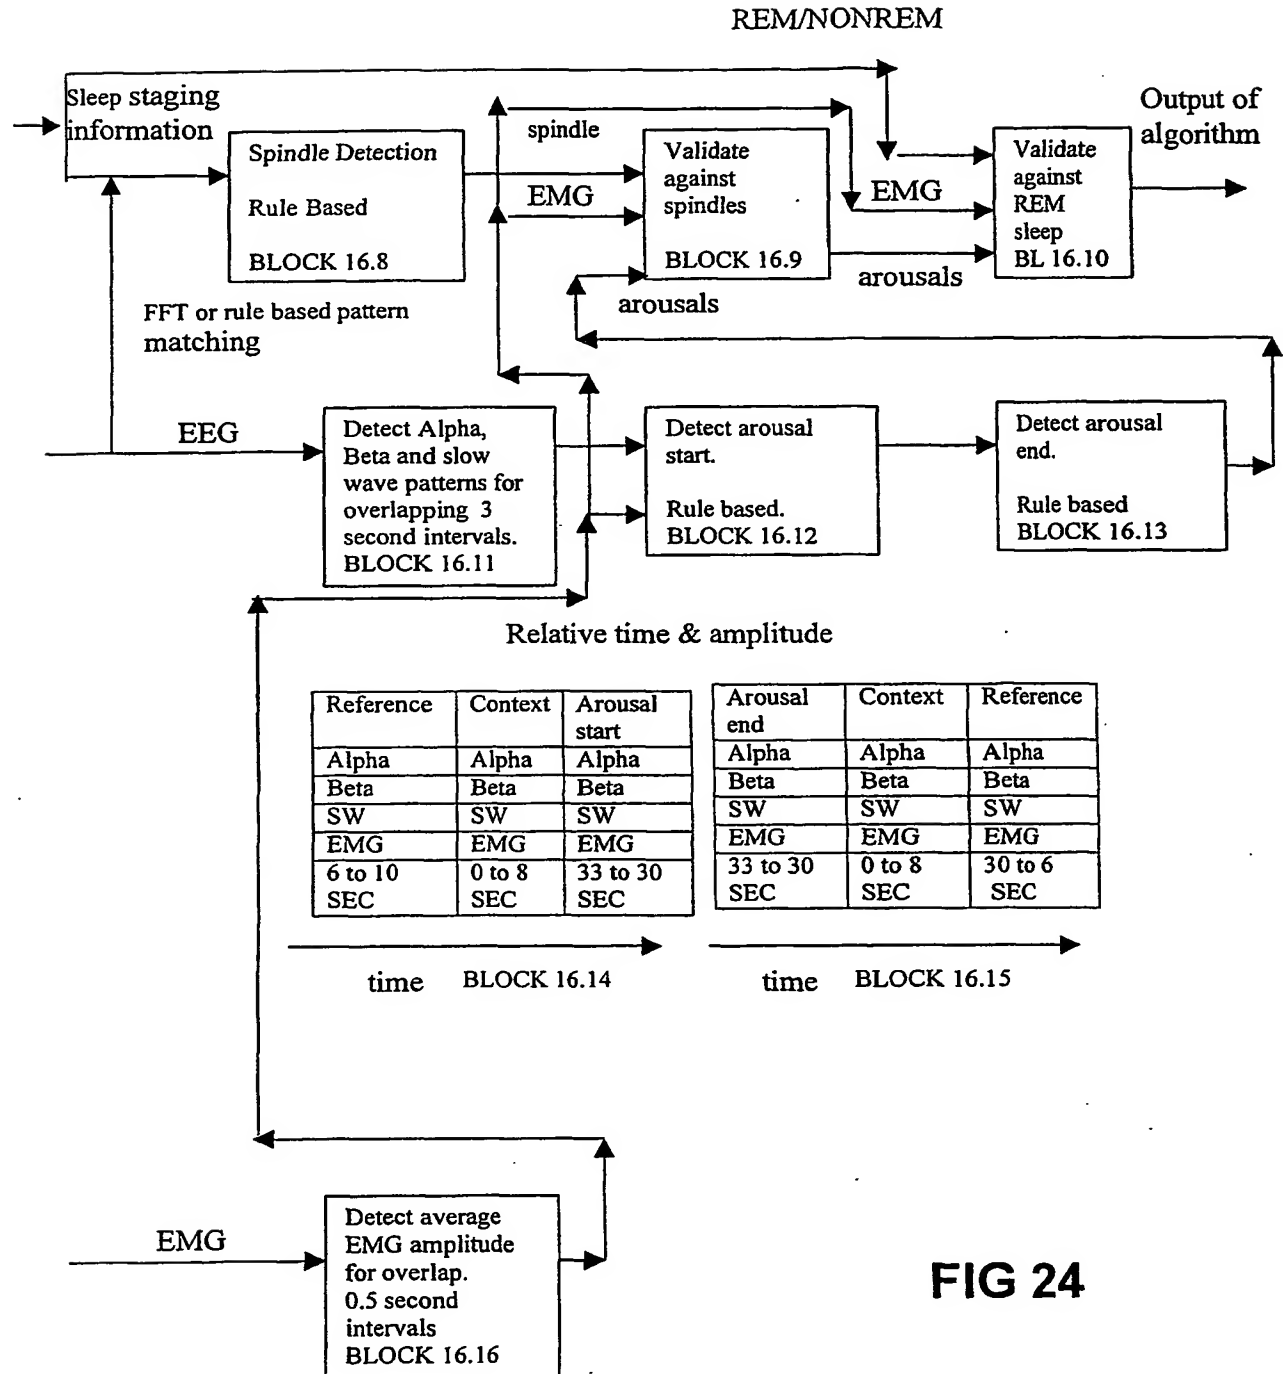 REM/NONREM
Sleep staging
information
Spindle Detection
Rule Based
BLOCK 16.8
spindle
EMG
Validate
against
spindles
BLOCK 16.9
EMG
Validate
against
REM
sleep
BL 16.10
Output of
algorithm
arousals
arousals
FFT or rule based pattern
matching
EEG
Detect Alpha,
Beta and slow
wave patterns for
overlapping 3
second intervals.
BLOCK 16.11
Detect arousal
start.
Rule based.
BLOCK 16.12
Detect arousal
end.
Rule based
BLOCK 16.13
Relative time & amplitude
Reference Context Arousal
start
Alpha Alpha Alpha
Beta Beta Beta
SW SW SW
EMG EMG EMG
6 to 10 0 to 8 33 to 30
SEC SEC SEC
time BLOCK 16.14
Arousal Context Reference
end
Alpha Alpha Alpha
Beta Beta Beta
SW SW SW
EMG EMG EMG
33 to 30 0 to 8 30 to 6
SEC SEC SEC
time BLOCK 16.15
EMG
Detect average
EMG amplitude
for overlap.
0.5 second
intervals
BLOCK 16.16
FIG 24